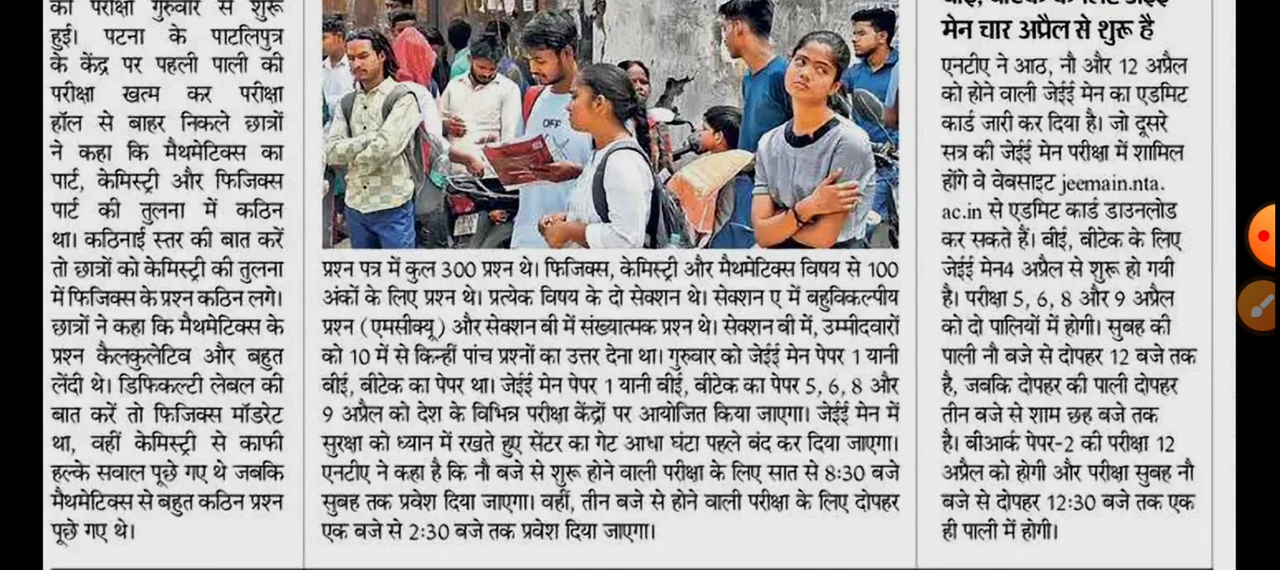 की परीक्षा गुरुवार से शुरू
हुई। पटना के पाटलिपुत्र
के केंद्र पर पहली पाली की
परीक्षा खत्म कर परीक्षा
हॉल से बाहर निकले छात्रों
ने कहा कि मैथमेटिक्स का
पार्ट, केमिस्ट्री और फिजिक्स
पार्ट की तुलना में कठिन
था। कठिनाई स्तर की बात करें
तो छात्रों को केमिस्ट्री की तुलना
में फिजिक्स के प्रश्न कठिन लगे।
छात्रों ने कहा कि मैथमेटिक्स के
प्रश्न कैलकुलेटिव और बहुत
लेंदी थे। डिफिकल्टी लेबल की
बात करें तो फिजिक्स मॉडरेट
था, वहीं केमिस्ट्री से काफी
हल्के सवाल पूछे गए थे जबकि
मैथमेटिक्स से बहुत कठिन प्रश्न
पूछे गए थे।
OFF
प्रश्न पत्र में कुल 300 प्रश्न थे। फिजिक्स, केमिस्ट्री और मैथमेटिक्स विषय से 100
अंकों के लिए प्रश्न थे। प्रत्येक विषय के दो सेक्शन थे। सेक्शन ए में बहुविकल्पीय
प्रश्न (एमसीक्यू) और सेक्शन बी में संख्यात्मक प्रश्न थे। सेक्शन बी में, उम्मीदवारों
को 10 में से किन्हीं पांच प्रश्नों का उत्तर देना था। गुरुवार को जेईई मेन पेपर 1 यानी
बीई, बीटेक का पेपर था। जेईई मेन पेपर 1 यानी बीई, बीटेक का पेपर 5, 6, 8 और
9 अप्रैल को देश के विभिन्न परीक्षा केंद्रों पर आयोजित किया जाएगा। जेईई मेन में
सुरक्षा को ध्यान में रखते हुए सेंटर का गेट आधा घंटा पहले बंद कर दिया जाएगा।
एनटीए ने कहा है कि नौ बजे से शुरू होने वाली परीक्षा के लिए सात से 8:30 बजे
सुबह तक प्रवेश दिया जाएगा। वहीं, तीन बजे से होने वाली परीक्षा के लिए दोपहर
एक बजे से 2:30 बजे तक प्रवेश दिया जाएगा।
मेन चार अप्रैल से शुरू है
एनटीए ने आठ, नौ और 12 अप्रैल
को होने वाली जेईई मेन का एडमिट
कार्ड जारी कर दिया है। जो दूसरे
सत्र की जेईई मेन परीक्षा में शामिल
होंगे वे वेबसाइट jeemain.nta.
ac.in से एडमिट कार्ड डाउनलोड
कर सकते हैं। बीई, बीटेक के लिए
जेईई मेन4 अप्रैल से शुरू हो गयी
है। परीक्षा 5, 6, 8 और 9 अप्रैल
को दो पालियों में होगी। सुबह की
पाली नौ बजे से दोपहर 12 बजे तक
है, जबकि दोपहर की पाली दोपहर
तीन बजे से शाम छह बजे तक
है। बीआर्क पेपर-2 की परीक्षा 12
अप्रैल को होगी और परीक्षा सुबह नौ
बजे से दोपहर 12:30 बजे तक एक
ही पाली में होगी।